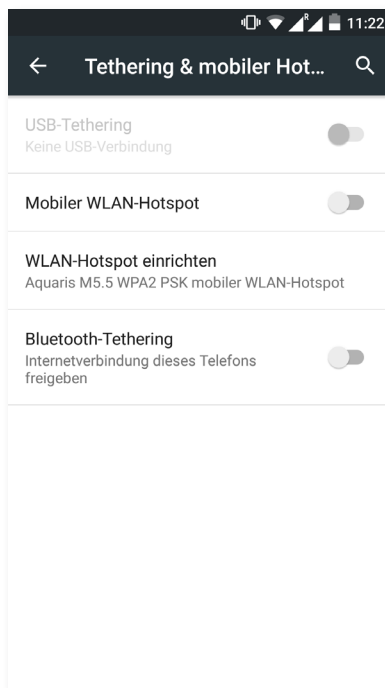 R 11:22
Tethering & mobiler Hot...
USB-Tethering
Keine USB-Verbindung
Mobiler WLAN-Hotspot
WLAN-Hotspot einrichten
Aquaris M5.5 WPA2 PSK mobiler WLAN-Hotspot
Bluetooth-Tethering
Internetverbindung dieses Telefons
freigeben